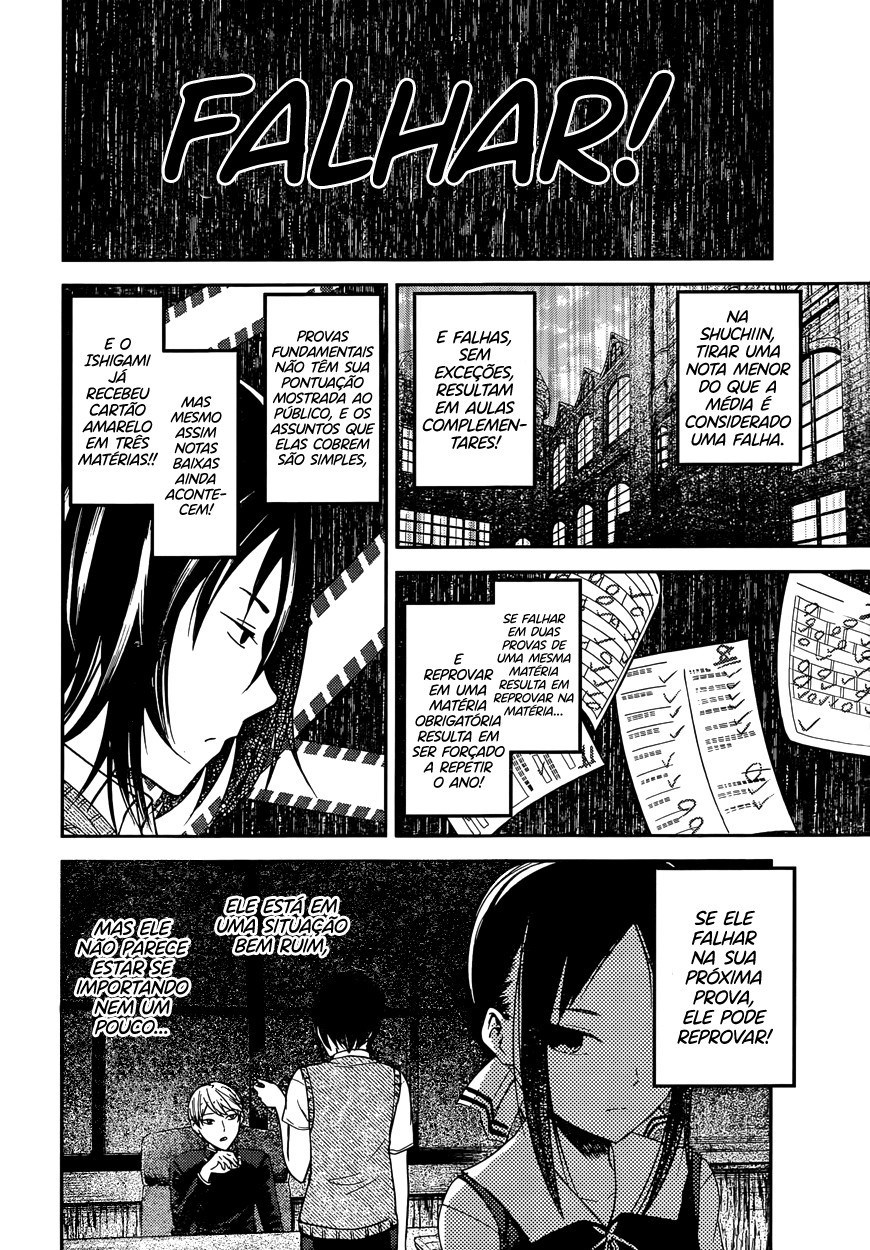 FALHAR!
NA
SHUCHIIN,
TIRAR UMA
NOTA MENOR
DO QUE A
MÉDIA É
CONSIDERADO
UMA FALHA.
E FALHAS,
SEM
EXCEÇÕES,
RESULTAM
EM AULAS
COMPLEMEN-
TARES!
SE FALHAR
EM DUAS
PROVAS DE
UMA MESMA
MATÉRIA
RESULTA EM
REPROVAR NA
MATÉRIA...
E
REPROVAR
EM UMA
MATÉRIA
OBRIGATÓRIA
RESULTA EM
SER FORÇADO
A REPETIR
O ANO!
PROVAS
FUNDAMENTAIS
NÃO TÊM SUA
PONTUAÇÃO
MOSTRADA AO
PÚBLICO, E OS
ASSUNTOS QUE
ELAS COBREM
SÃO SIMPLES,
MAS
MESMO
ASSIM
NOTAS
BAIXAS
AINDA
ACONTE-
CEM!
E O
ISHIGAMI
JÁ
RECEBEU
CARTÃO
AMARELO
EM TRÊS
MATÉRIAS!!
SE ELE
FALHAR
NA SUA
PRÓXIMA
PROVA,
ELE PODE
REPROVAR!
ELE ESTÁ EM
UMA SITUAÇÃO
BEM RUIM,
MAS ELE
NÃO PARECE
ESTAR SE
IMPORTANDO
NEM UM
POUCO...